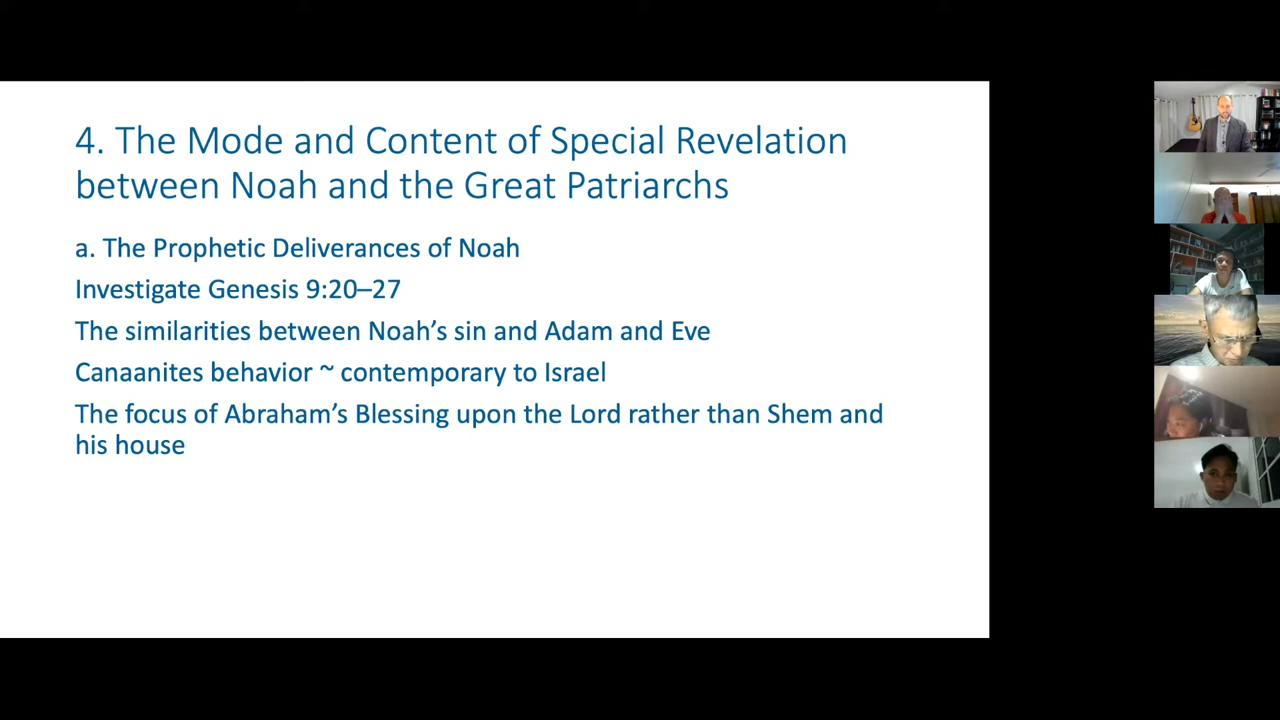 4. The Mode and Content of Special Revelation
between Noah and the Great Patriarchs
a. The Prophetic Deliverances of Noah
Investigate Genesis 9:20–27
The similarities between Noah’s sin and Adam and Eve
Canaanites behavior ~ contemporary to Israel
The focus of Abraham’s Blessing upon the Lord rather than Shem and
his house